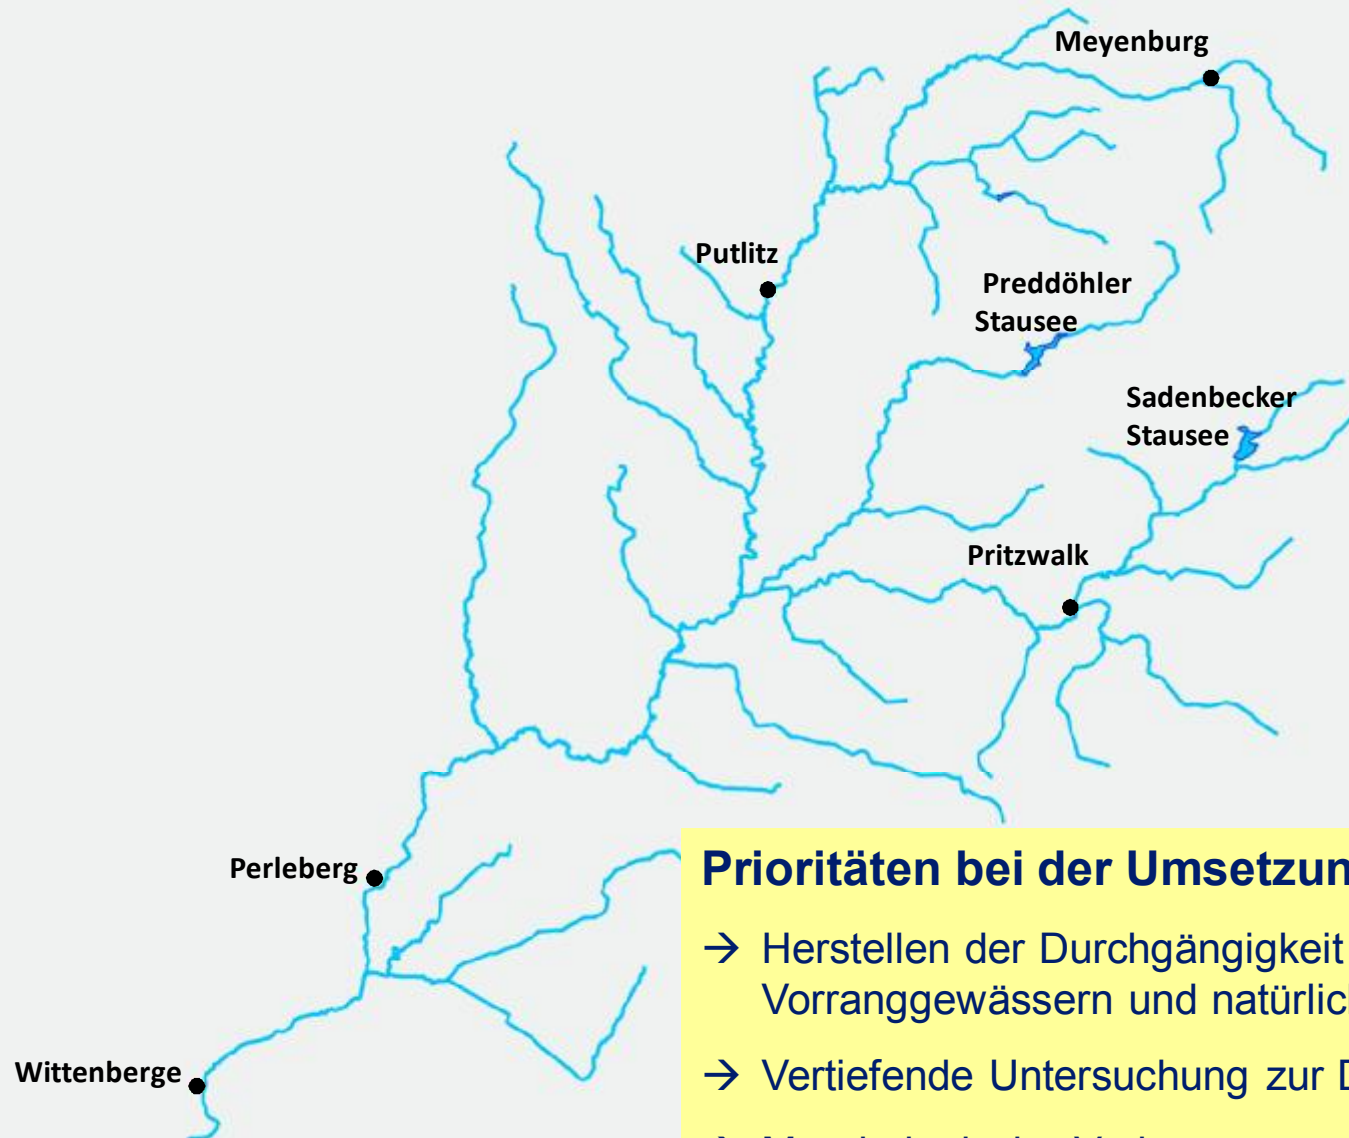 Meyenburg
Putlitz
Preddöhler
Stausee
Sadenbecker
Stausee
Pritzwalk
Perleberg
Wittenberge
Prioritäten bei der Umsetzun
→ Herstellen der Durchgängigkeit
Vorranggewässern und natürlich
→ Vertiefende Untersuchung zur D